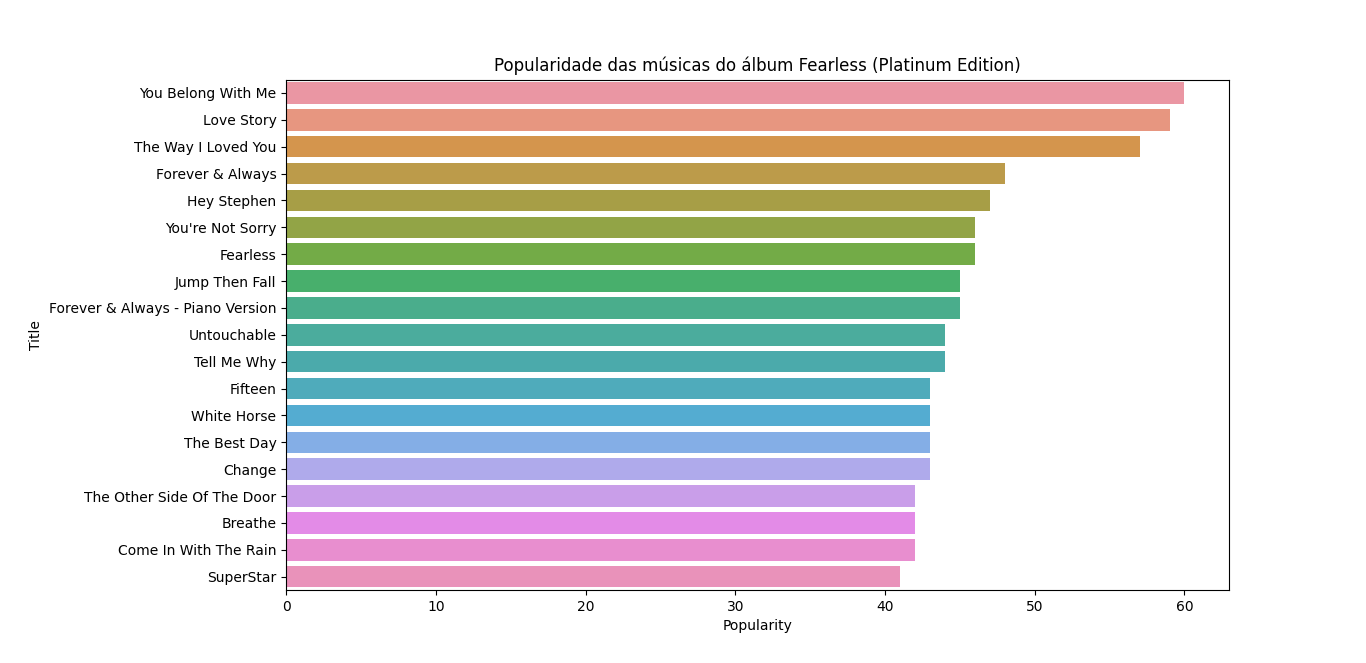 Popularidade das músicas do álbum Fearless (Platinum Edition)
You Belong With Me
Love Story
The Way I Loved You
Forever & Always
Hey Stephen
You're Not Sorry
Fearless
Jump Then Fall
Forever & Always - Piano Version
Untouchable
Tell Me Why
Fifteen
White Horse
The Best Day
Change
The Other Side Of The Door
Breathe
Come In With The Rain
SuperStar
Title
0 10 20 30 40 50 60
Popularity